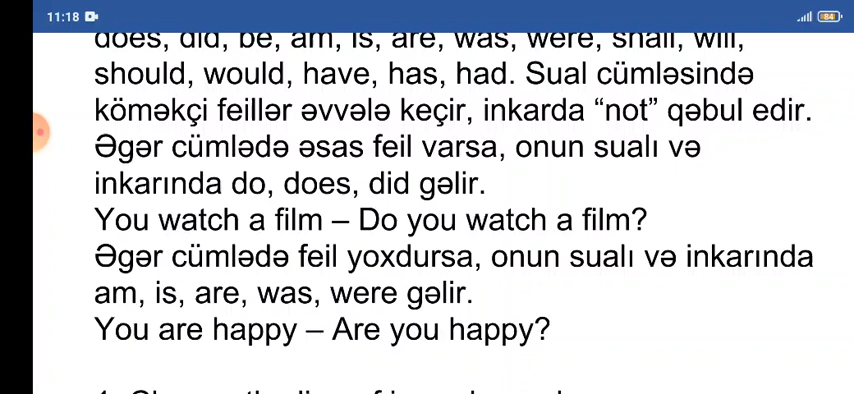 11:18
84
does, did, be, am, is, are, was, were, shall, will,
should, would, have, has, had. Sual cümləsində
köməkçi feillər əvvələ keçir, inkarda “not” qəbul edir.
Əgər cümlədə əsas feil varsa, onun sualı və
inkarında do, does, did gəlir.
You watch a film – Do you watch a film?
Əgər cümlədə feil yoxdursa, onun sualı və inkarında
am, is, are, was, were gəlir.
You are happy – Are you happy?